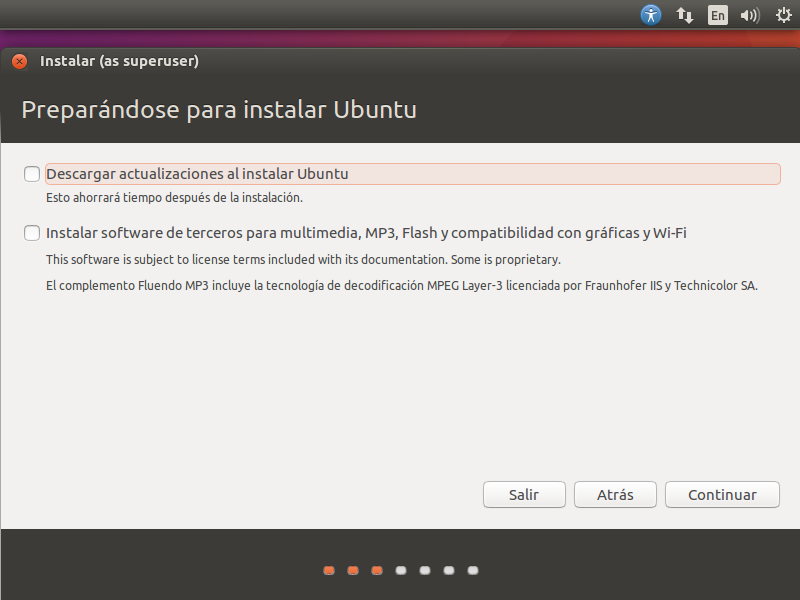 En
Instalar (as superuser)
Preparándose para instalar Ubuntu
Descargar actualizaciones al instalar Ubuntu
Esto ahorrará tiempo después de la instalación.
Instalar software de terceros para multimedia, MP3, Flash y compatibilidad con gráficas y Wi-Fi
This software is subject to license terms included with its documentation. Some is proprietary.
El complemento Fluendo MP3 incluye la tecnología de decodificación MPEG Layer-3 licenciada por Fraunhofer IIS y Technicolor SA.
Salir
Atrás
Continuar